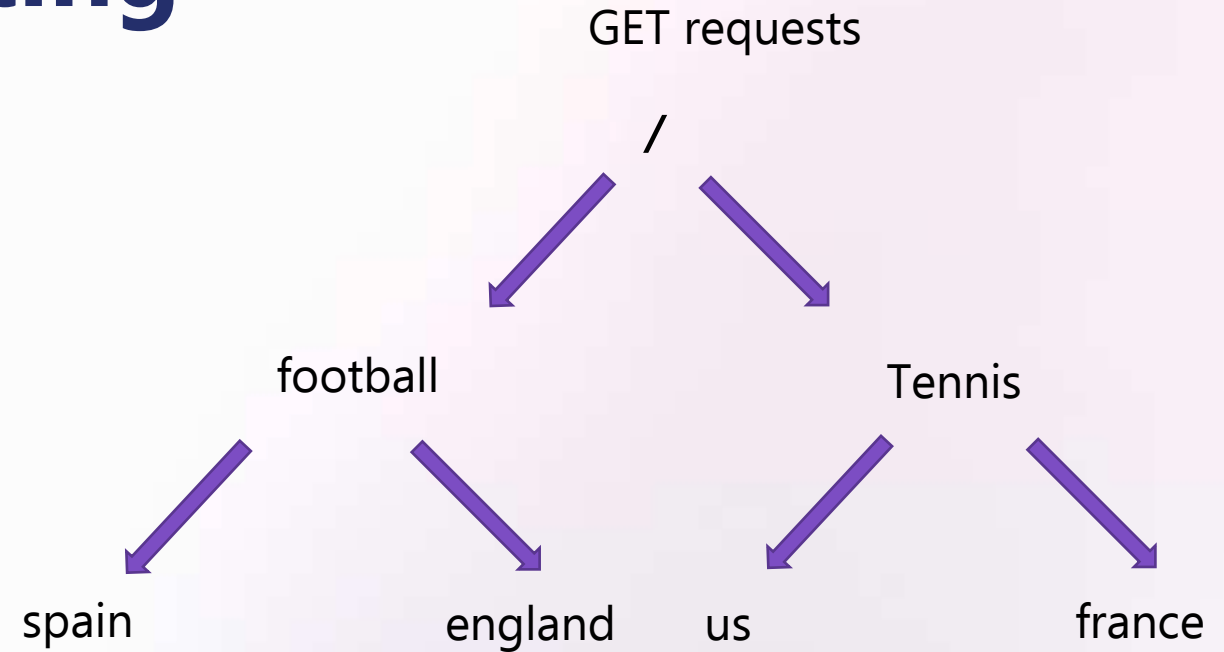 GET requests
/
football
Tennis
spain
england
us
france